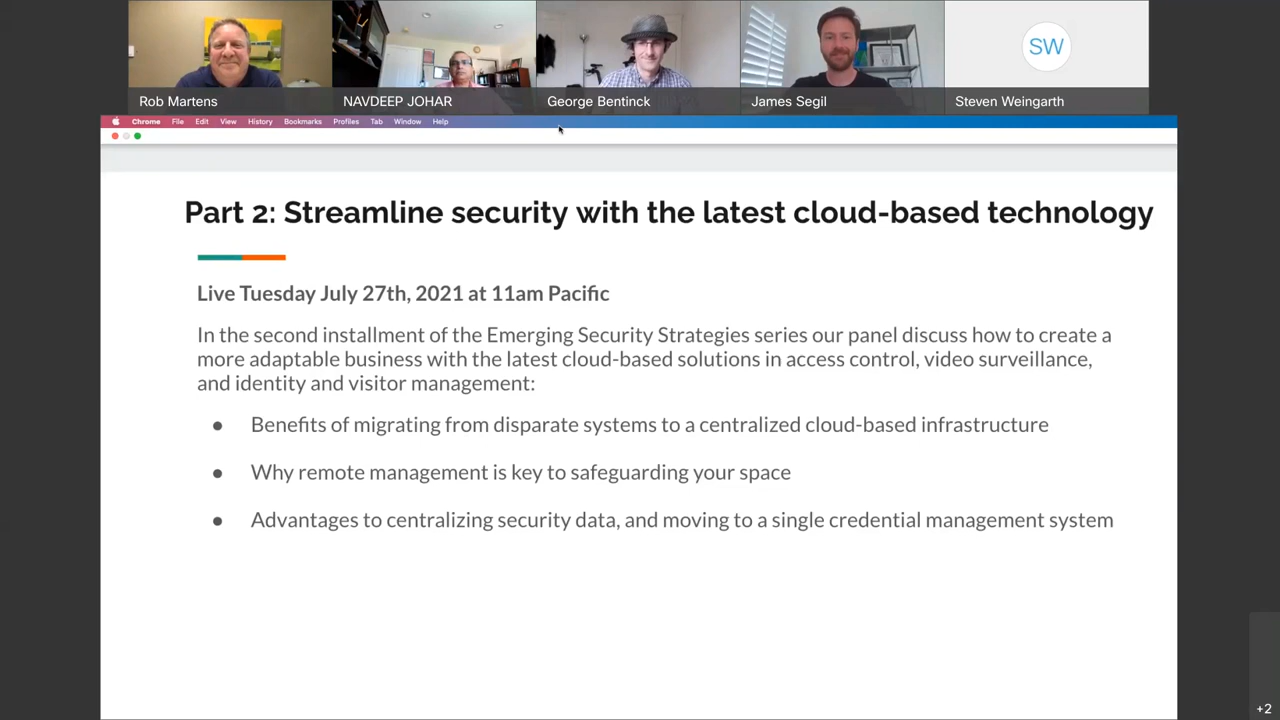 Rob Martens
NAVDEEP JOHAR
George Bentinck
James Segil
SW
Steven Weingarth
Chrome File Edit View History Bookmarks Profiles Tab Window Help
Part 2: Streamline security with the latest cloud-based technology
Live Tuesday July 27th, 2021 at 11am Pacific
In the second installment of the Emerging Security Strategies series our panel discuss how to create a
more adaptable business with the latest cloud-based solutions in access control, video surveillance,
and identity and visitor management:
● Benefits of migrating from disparate systems to a centralized cloud-based infrastructure
● Why remote management is key to safeguarding your space
● Advantages to centralizing security data, and moving to a single credential management system
+2